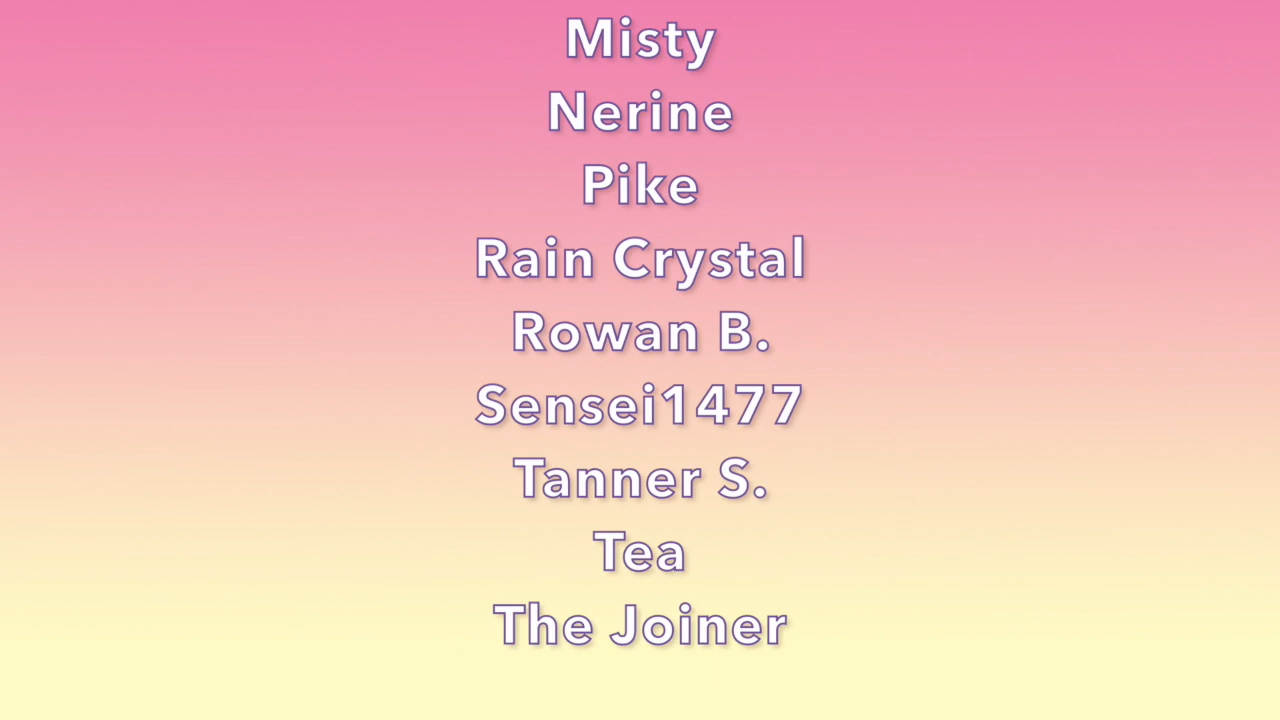 Misty
Nerine
Pike
Rain Crystal
Rowan B.
Sensei1477
Tanner S.
Tea
The Joiner